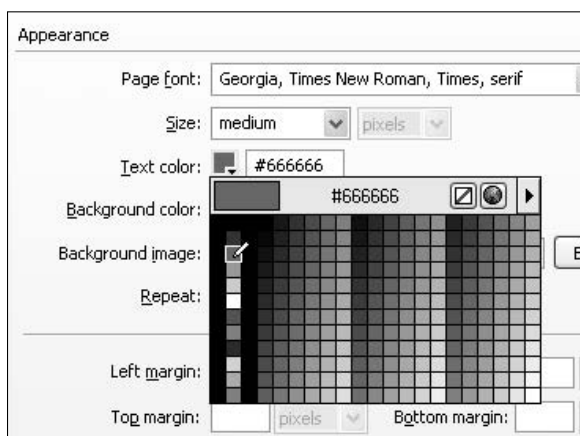 Appearance
Page font: Georgia, Times New Roman, Times, serif
Size: medium pixels
Text color: #666666
#666666
Background color:
Background image:
Repeat:
Left margin:
Top margin: pixels Bottom margin: